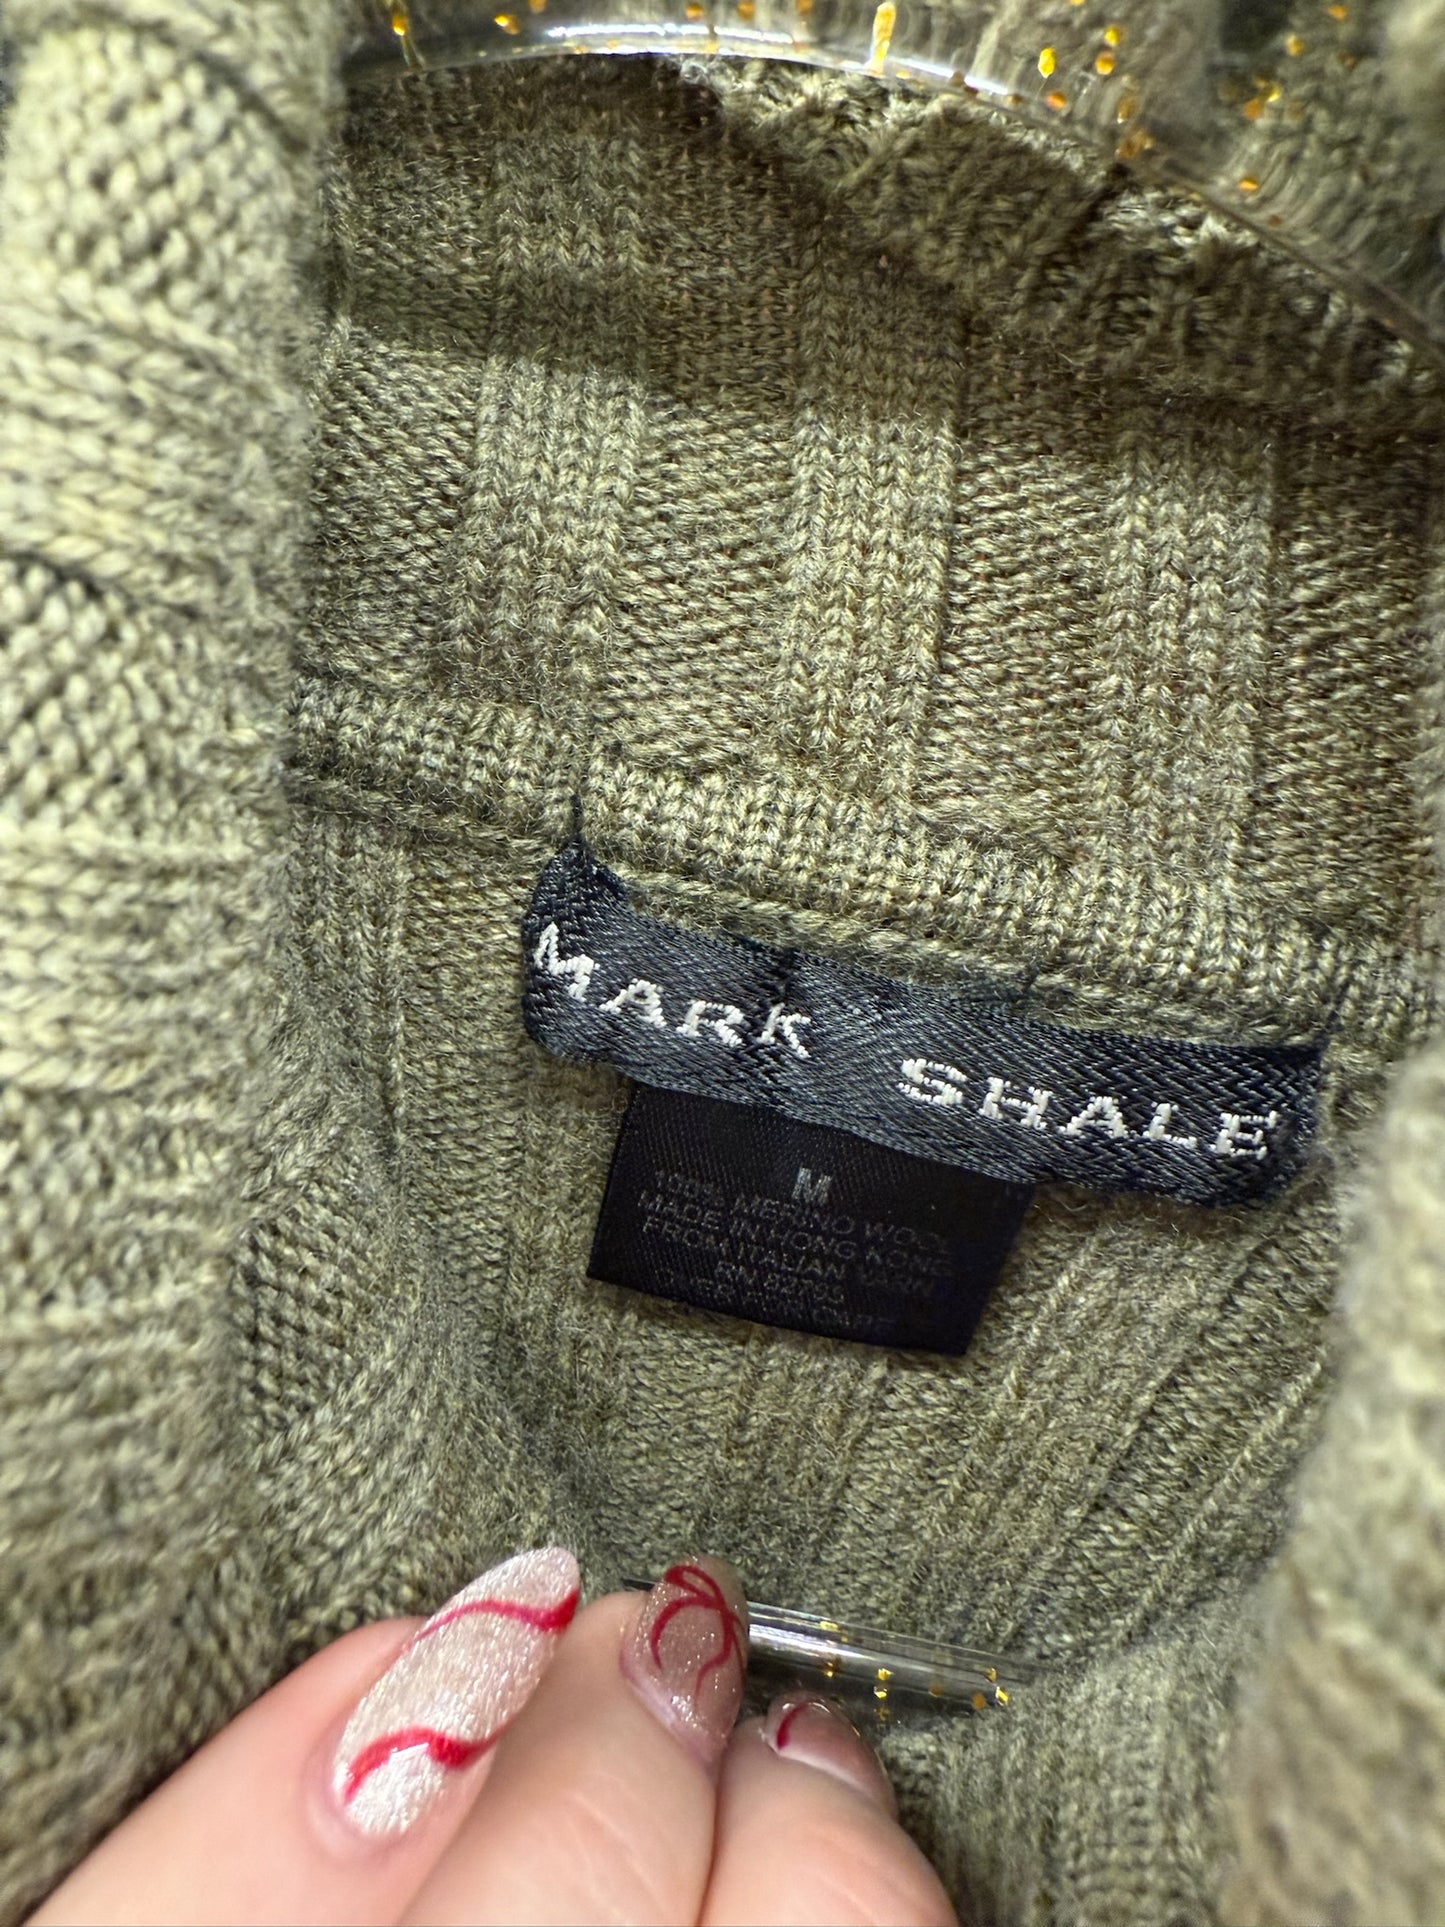 MARK SHALE
M
100% MERINO WOOL
MADE IN HONG KONG
FROM ITALIAN YARN